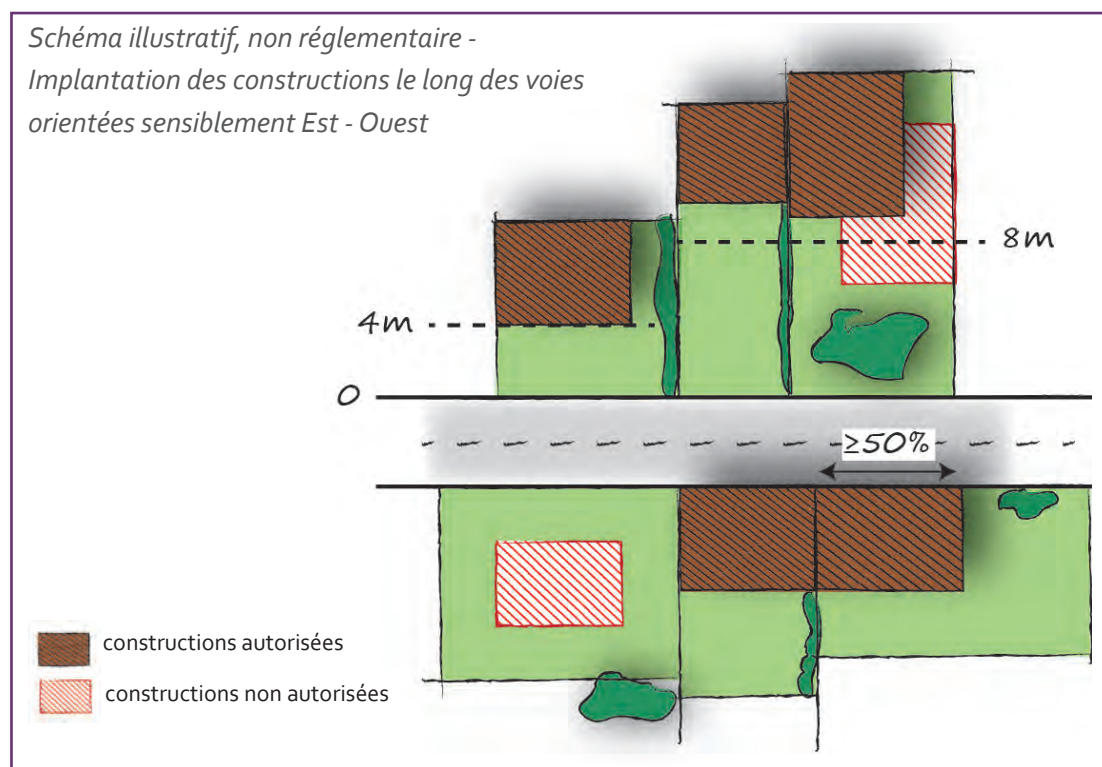 Schéma illustratif, non réglementaire -
Implantation des constructions le long des voies
orientées sensiblement Est - Ouest
8m
4m
0
≥50%
constructions autorisées
constructions non autorisées